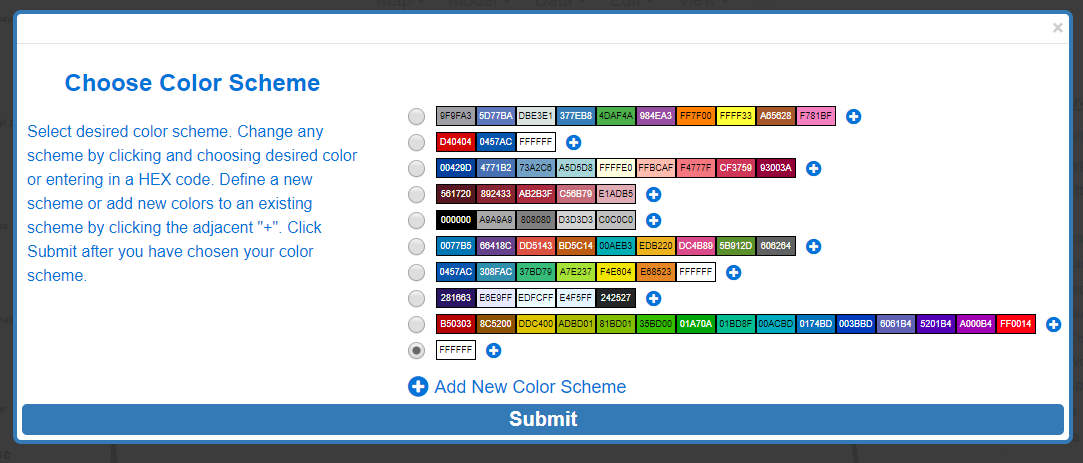 Map Model Data Edit View
×
Choose Color Scheme
Select desired color scheme. Change any
scheme by clicking and choosing desired color
or entering in a HEX code. Define a new
scheme or add new colors to an existing
scheme by clicking the adjacent "+". Click
Submit after you have chosen your color
scheme.
9F9FA3 5D77BA DBE3E1 377EB8 4DAF4A 984EA3 FF7F00 FFFF33 A65628 F781BF
D40404 0457AC FFFFFF
00429D 4771B2 73A2C6 A5D5D8 FFFFE0 FFBCAF F4777F CF3759 93003A
561720 892433 AB2B3F C56B79 E1ADB5
000000 A9A9A9 808080 D3D3D3 C0C0C0
0077B5 66418C DD5143 BD5C14 00AEB3 EDB220 DC4B89 5B912D 606264
0457AC 308FAC 37BD79 A7E237 F4E604 E68523 FFFFFF
281663 E6E9FF EDFCFF E4F5FF 242527
B50303 8C5200 DDC400 ADBD01 81BD01 35BD00 01A70A 01BD8F 00ACBD 0174BD 003BBD 6061B4 5201B4 A000B4 FF0014
FFFFFF
Add New Color Scheme
Submit